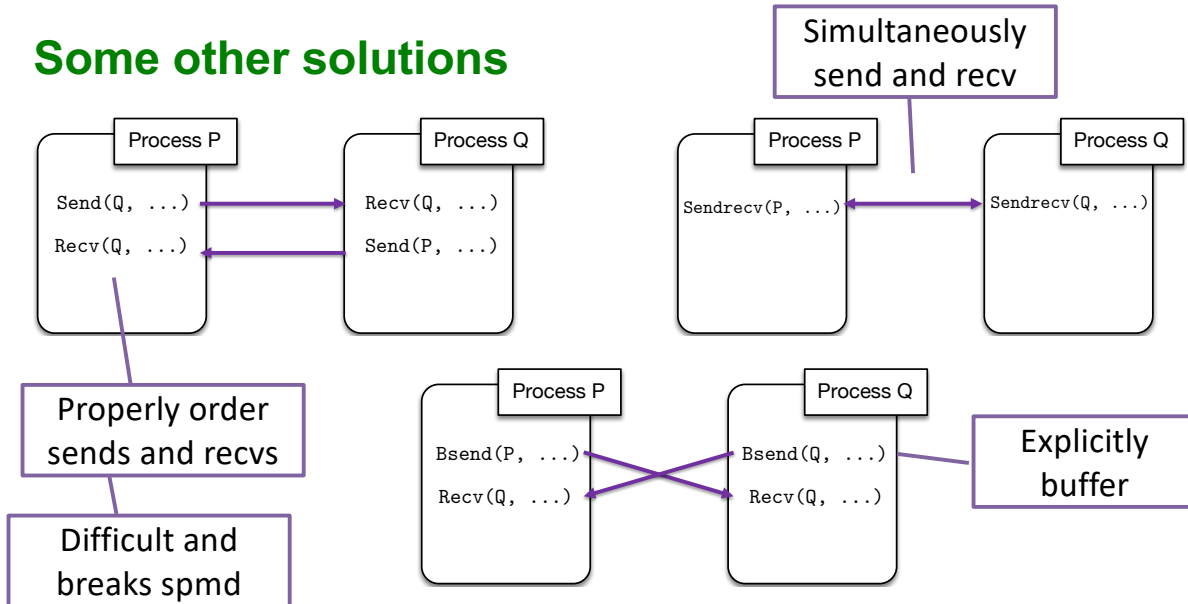 Some other solutions
Simultaneously
send and recv
Process P
Send(Q, ...)
Recv(Q, ...)
Process Q
Recv(Q, ...)
Send(P, ...)
Process P
Sendrecv(P, ...)
Process Q
Sendrecv(Q, ...)
Properly order
sends and recvs
Difficult and
breaks spmd
Process P
Bsend(P, ...)
Recv(Q, ...)
Process Q
Bsend(Q, ...)
Recv(Q, ...)
Explicitly
buffer